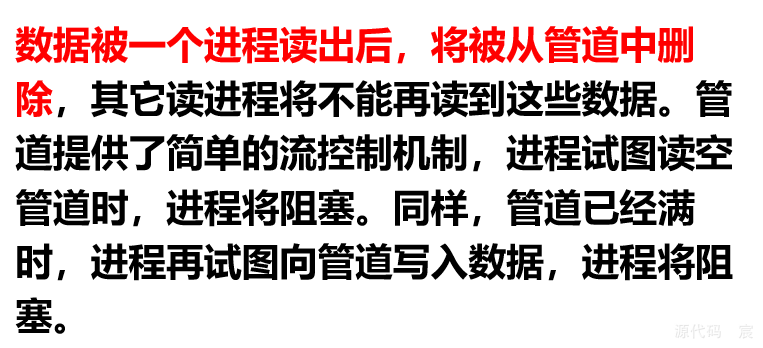 数据被一个进程读出后，将被从管道中删
除，其它读进程将不能再读到这些数据。管
道提供了简单的流控制机制，进程试图读空
管道时，进程将阻塞。同样，管道已经满
时，进程再试图向管道写入数据，进程将阻
塞。
源代码 宸